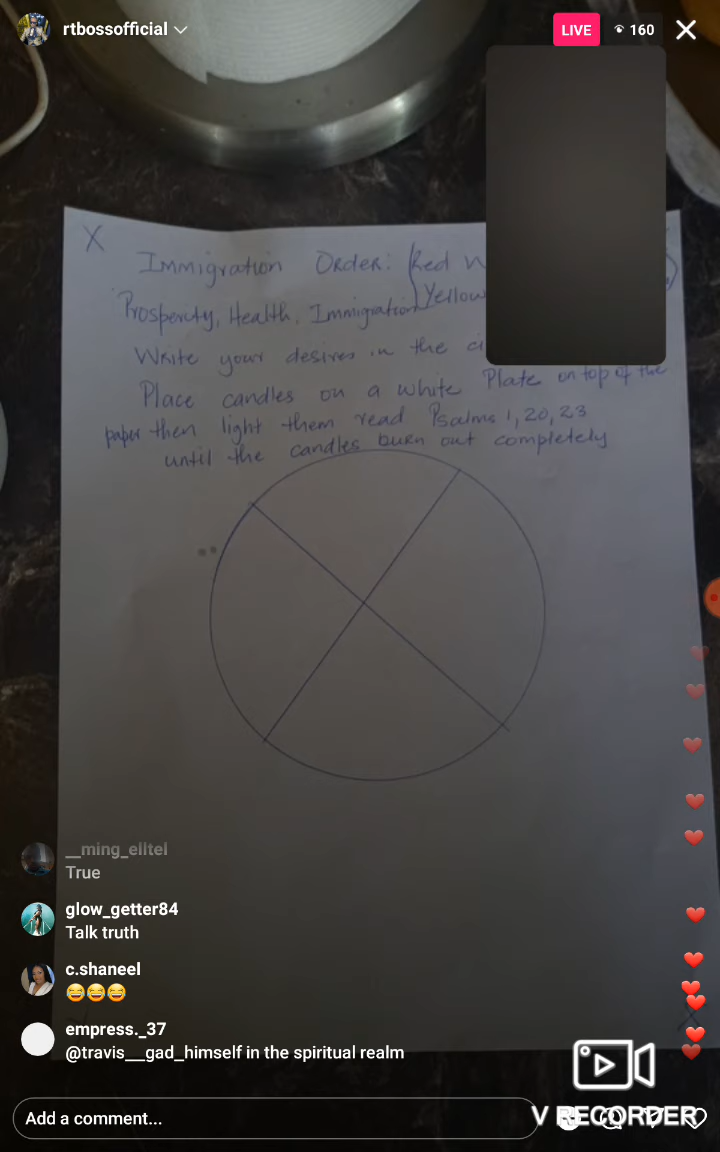 rtbossofficial
LIVE
160
X
Immigration Order: (Red
Prosperity, Health, Immigration Yellow
Write your desires in the
Place candles on a white Plate on top of the
paper then light them read Psalms 1, 20, 23
until the candles burn out completely
__ming_elltel
True
glow_getter84
Talk truth
c.shaneel
😂😂😂
empress._37
@travis__gad_himself in the spiritual realm
Add a comment...
V RECORDER